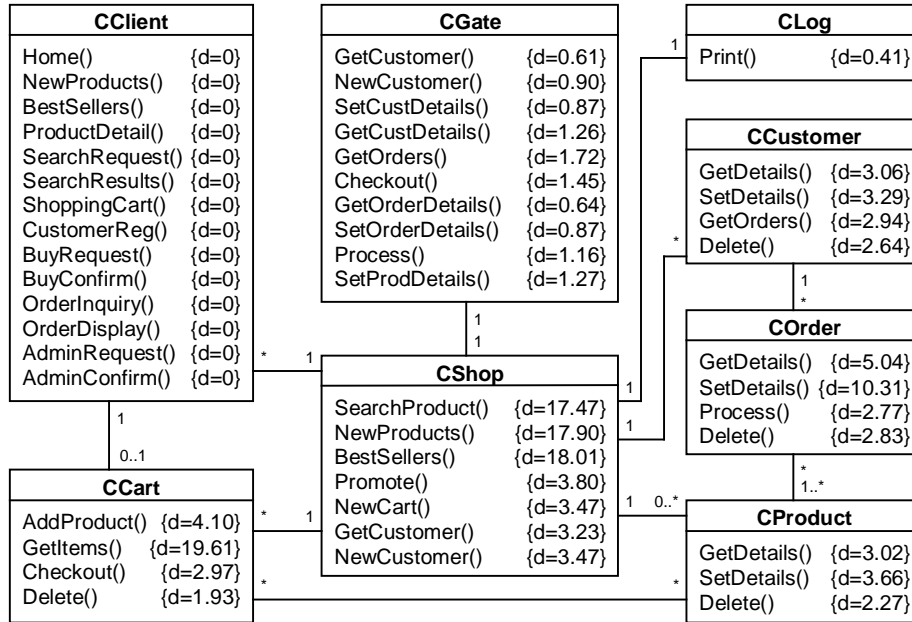 CClient
Home() {d=0}
NewProducts() {d=0}
BestSellers() {d=0}
ProductDetail() {d=0}
SearchRequest() {d=0}
SearchResults() {d=0}
ShoppingCart() {d=0}
CustomerReg() {d=0}
BuyRequest() {d=0}
BuyConfirm() {d=0}
OrderInquiry() {d=0}
OrderDisplay() {d=0}
AdminRequest() {d=0}
AdminConfirm() {d=0}
CGate
GetCustomer() {d=0.61}
NewCustomer() {d=0.90}
SetCustDetails() {d=0.87}
GetCustDetails() {d=1.26}
GetOrders() {d=1.72}
Checkout() {d=1.45}
GetOrderDetails() {d=0.64}
SetOrderDetails() {d=0.87}
Process() {d=1.16}
SetProdDetails() {d=1.27}
CLog
Print() {d=0.41}
1
CCustomer
GetDetails() {d=3.06}
SetDetails() {d=3.29}
GetOrders() {d=2.94}
Delete() {d=2.64}
*
1
*
1
1
* 1
COrder
GetDetails() {d=5.04}
SetDetails() {d=10.31}
Process() {d=2.77}
Delete() {d=2.83}
CShop
SearchProduct() {d=17.47}
NewProducts() {d=17.90}
BestSellers() {d=18.01}
Promote() {d=3.80}
NewCart() {d=3.47}
GetCustomer() {d=3.23}
NewCustomer() {d=3.47}
1
1
1 0..*
1
0..1
*
1..*
CCart
AddProduct() {d=4.10}
GetItems() {d=19.61}
Checkout() {d=2.97}
Delete() {d=1.93}
* 1
* *
CProduct
GetDetails() {d=3.02}
SetDetails() {d=3.66}
Delete() {d=2.27}